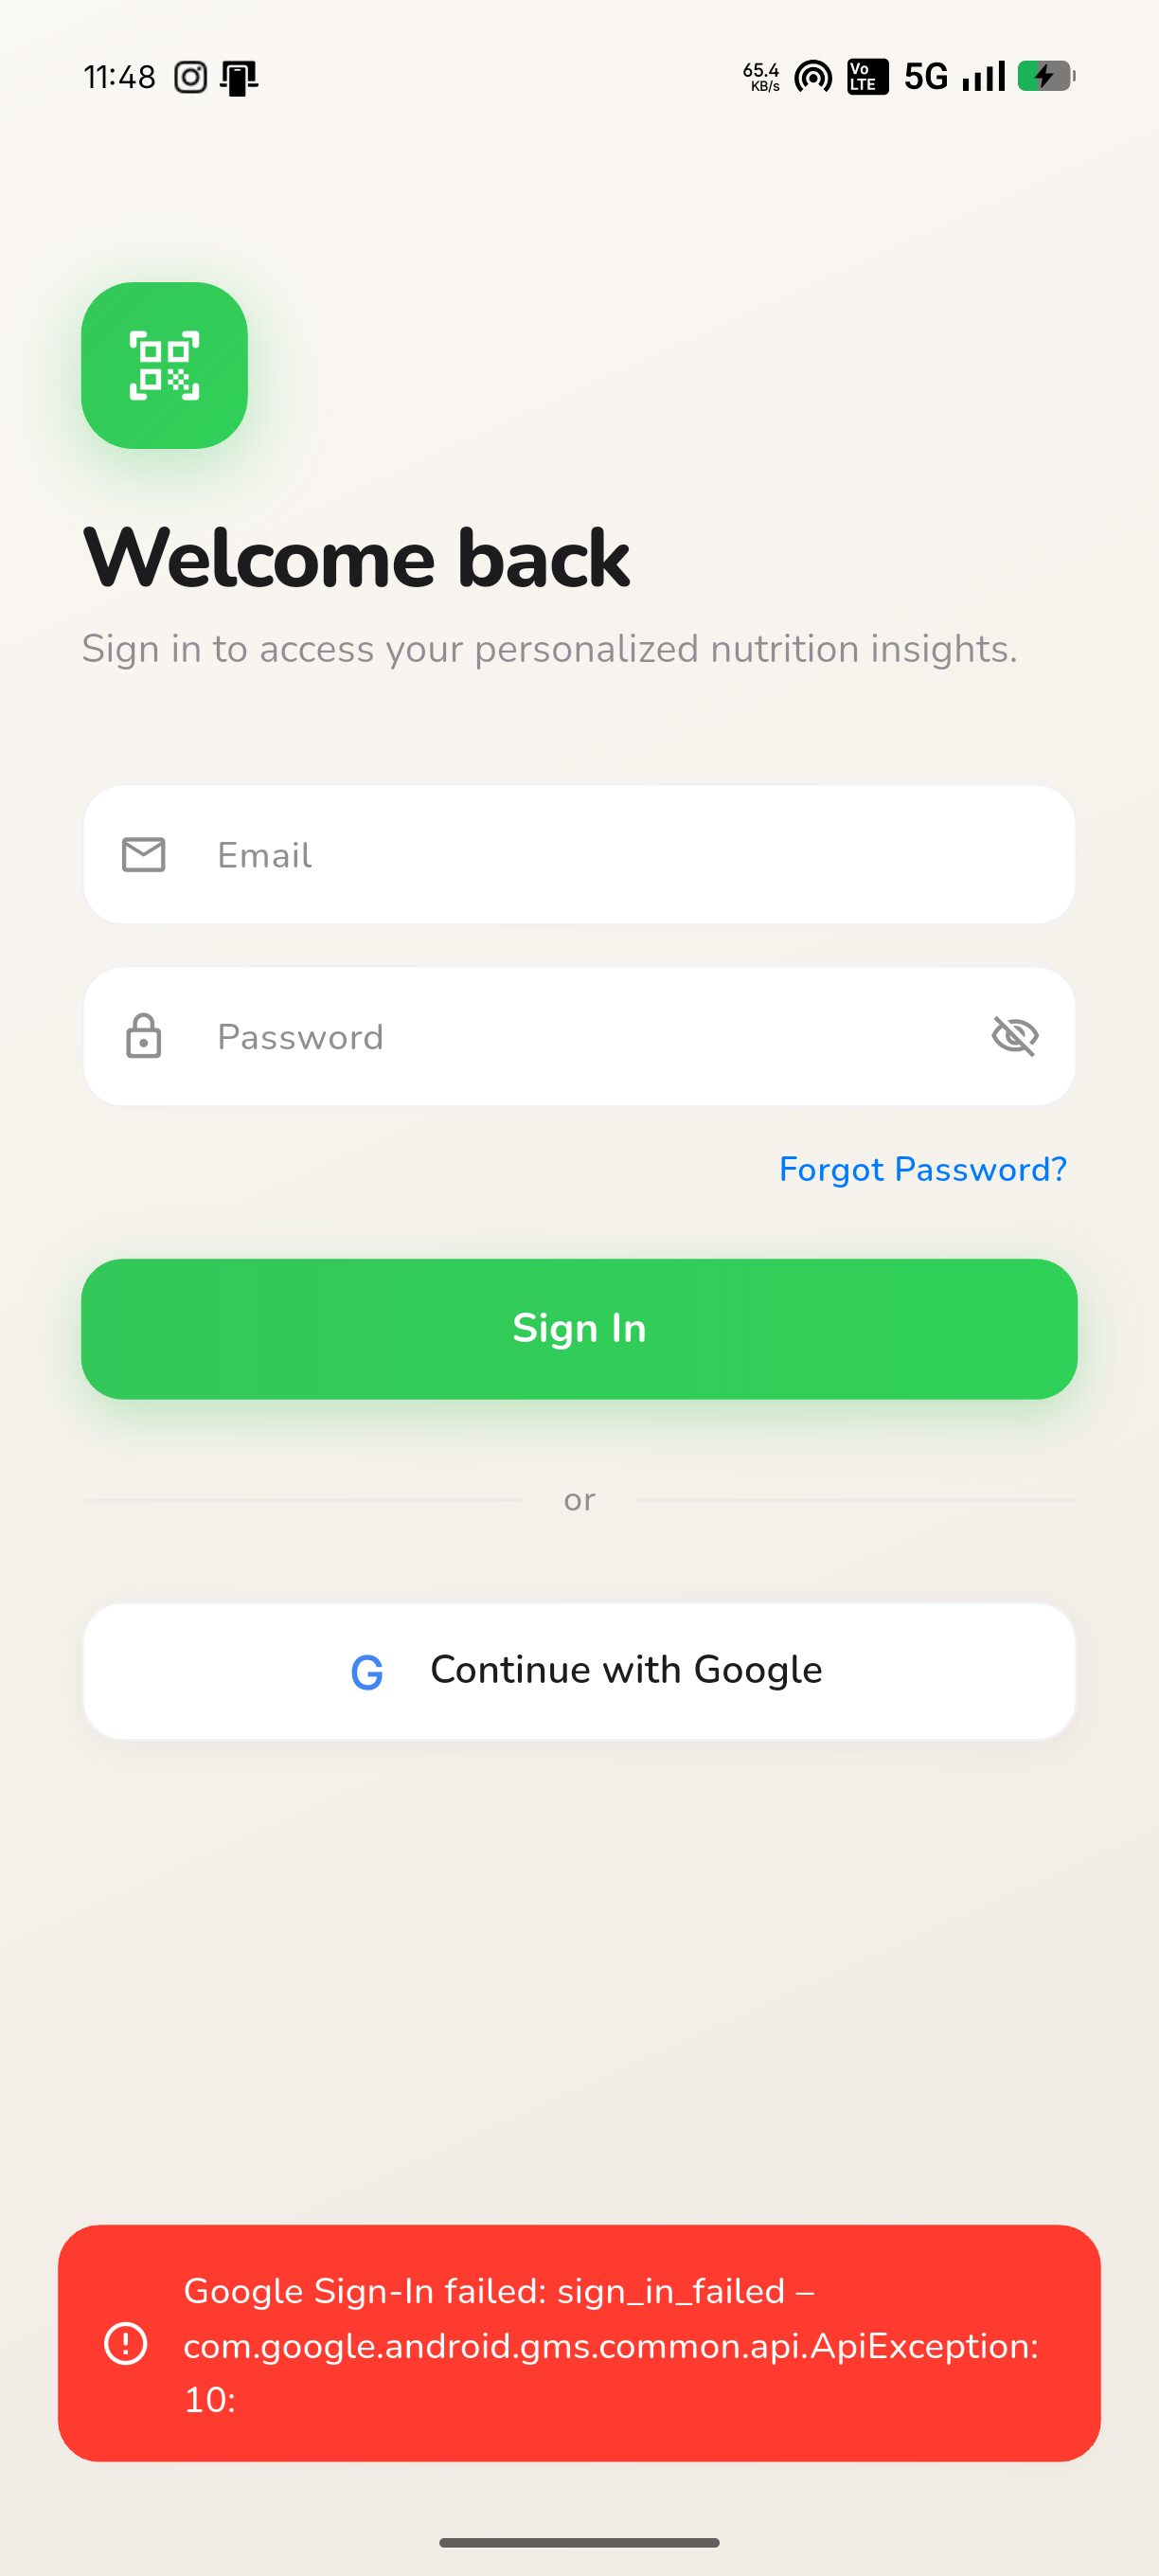 11:48
65.4
KB/s
Vo
LTE
5G
Welcome back
Sign in to access your personalized nutrition insights.
Email
Password
Forgot Password?
Sign In
or
G Continue with Google
Google Sign-In failed: sign_in_failed –
com.google.android.gms.common.api.ApiException:
10: